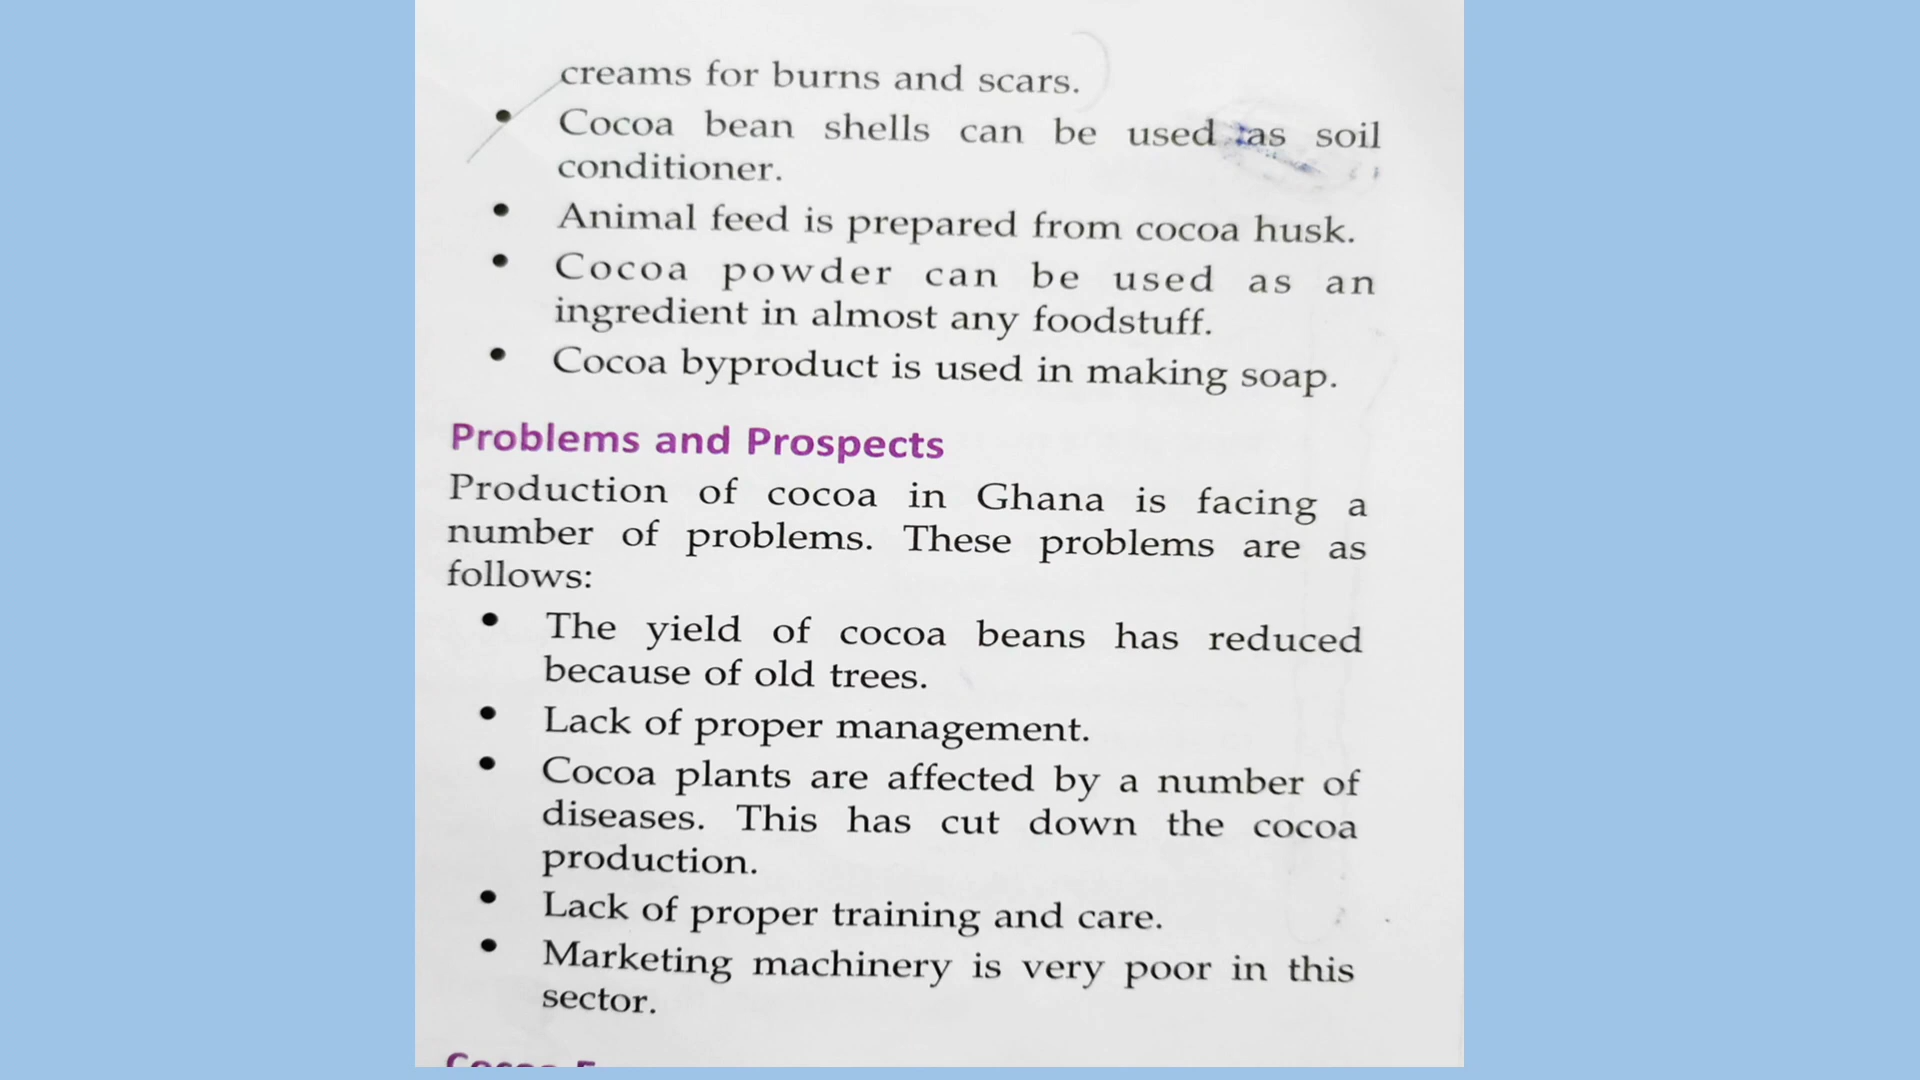 creams for burns and scars.
• Cocoa bean shells can be used as soil
conditioner.
• Animal feed is prepared from cocoa husk.
• Cocoa powder can be used as an
ingredient in almost any foodstuff.
• Cocoa byproduct is used in making soap.
Problems and Prospects
Production of cocoa in Ghana is facing a
number of problems. These problems are as
follows:
• The yield of cocoa beans has reduced
because of old trees.
• Lack of proper management.
• Cocoa plants are affected by a number of
diseases. This has cut down the cocoa
production.
• Lack of proper training and care.
• Marketing machinery is very poor in this
sector.